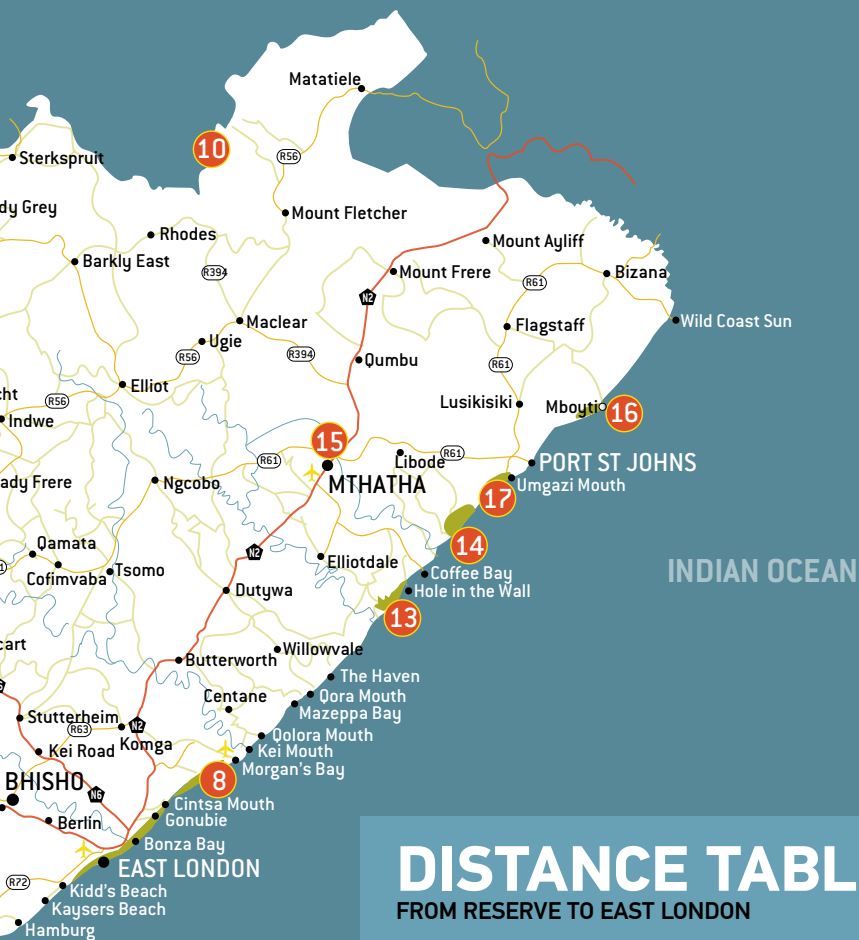 Matatiele
10
Sterkspruit
R56
dy Grey
Mount Fletcher
Rhodes
Mount Ayliff
Barkly East
R394
Mount Frere
Bizana
R61
N2
Maclear
Flagstaff
Wild Coast Sun
Ugie
R56
R394
Qumbu
R61
Elliot
cht
R56
Lusikisiki
Mboyti
16
Indwe
15
R61
Libode
R61
PORT ST JOHNS
ady Frere
Ngcobo
MTHATHA
Umgazi Mouth
17
Qamata
N2
14
Elliotdale
INDIAN OCEAN
Cofimvaba
Tsomo
Coffee Bay
Dutywa
Hole in the Wall
13
cart
Willowvale
Butterworth
The Haven
Centane
Qora Mouth
Mazeppa Bay
Stutterheim
R63
N2
Qolora Mouth
Kei Road
Komga
Kei Mouth
Morgan's Bay
BHISHO
8
N6
Cintsa Mouth
Berlin
Gonubie
Bonza Bay
EAST LONDON
R72
Kidd's Beach
Kaysers Beach
Hamburg
DISTANCE TABL
FROM RESERVE TO EAST LONDON